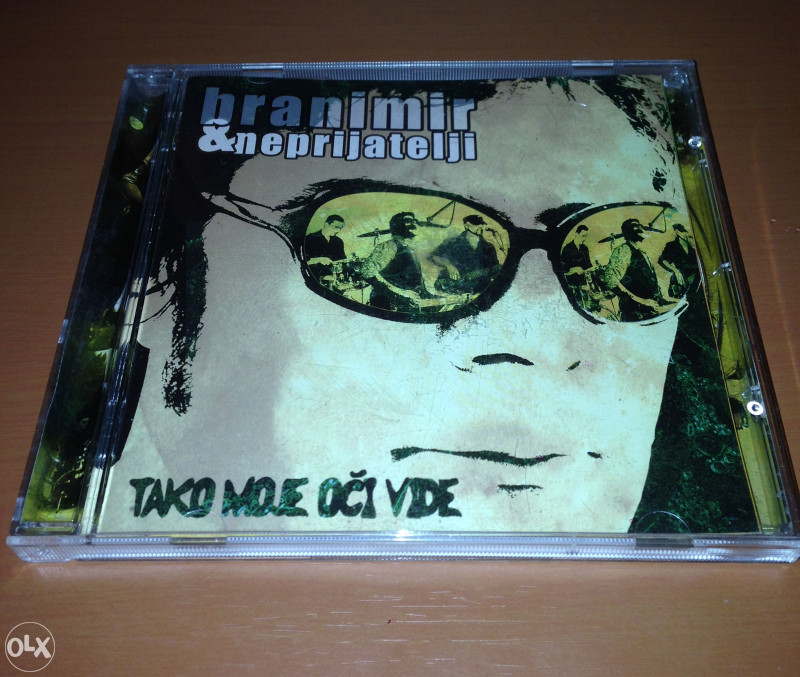 branimir
&neprijatelji
TAKO MOJE OČI VIDE
OLX